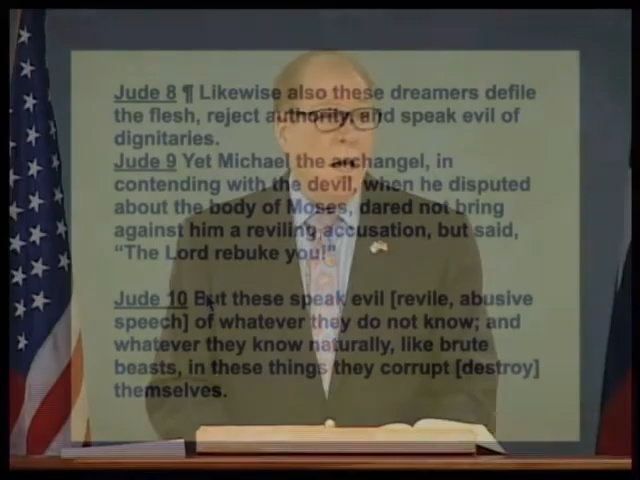 Jude 8 ¶ Likewise also these dreamers defile
the flesh, reject authority, and speak evil of
dignitaries.
Jude 9 Yet Michael the archangel, in
contending with the devil, when he disputed
about the body of Moses, dared not bring
against him a reviling accusation, but said,
“The Lord rebuke you!”
Jude 10 But these speak evil [revile, abusive
speech] of whatever they do not know; and
whatever they know naturally, like brute
beasts, in these things they corrupt [destroy]
themselves.